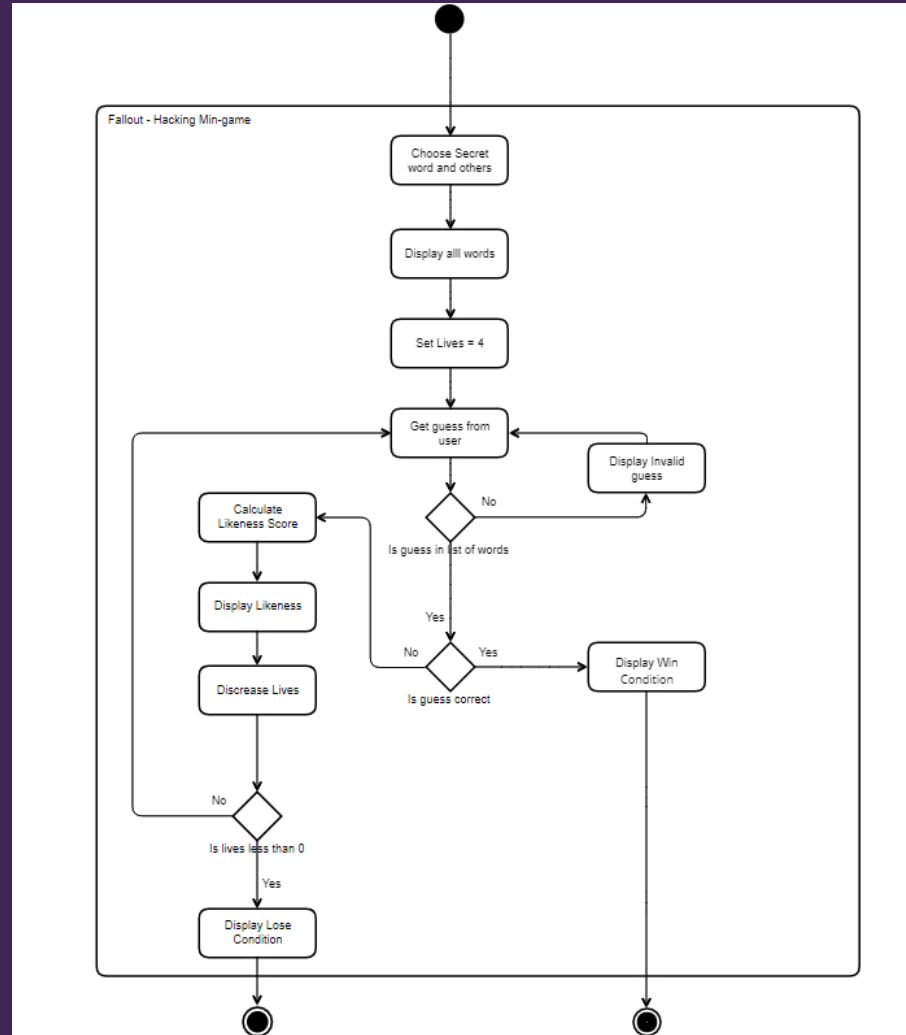 Fallout - Hacking Min-game
Choose Secret
word and others
Display alll words
Set Lives = 4
Get guess from
user
Display Invalid
guess
No
Is guess in list of words
Calculate
Likeness Score
Display Likeness
Yes
No
Yes
Display Win
Condition
Is guess correct
Discrease Lives
No
Is lives less than 0
Yes
Display Lose
Condition